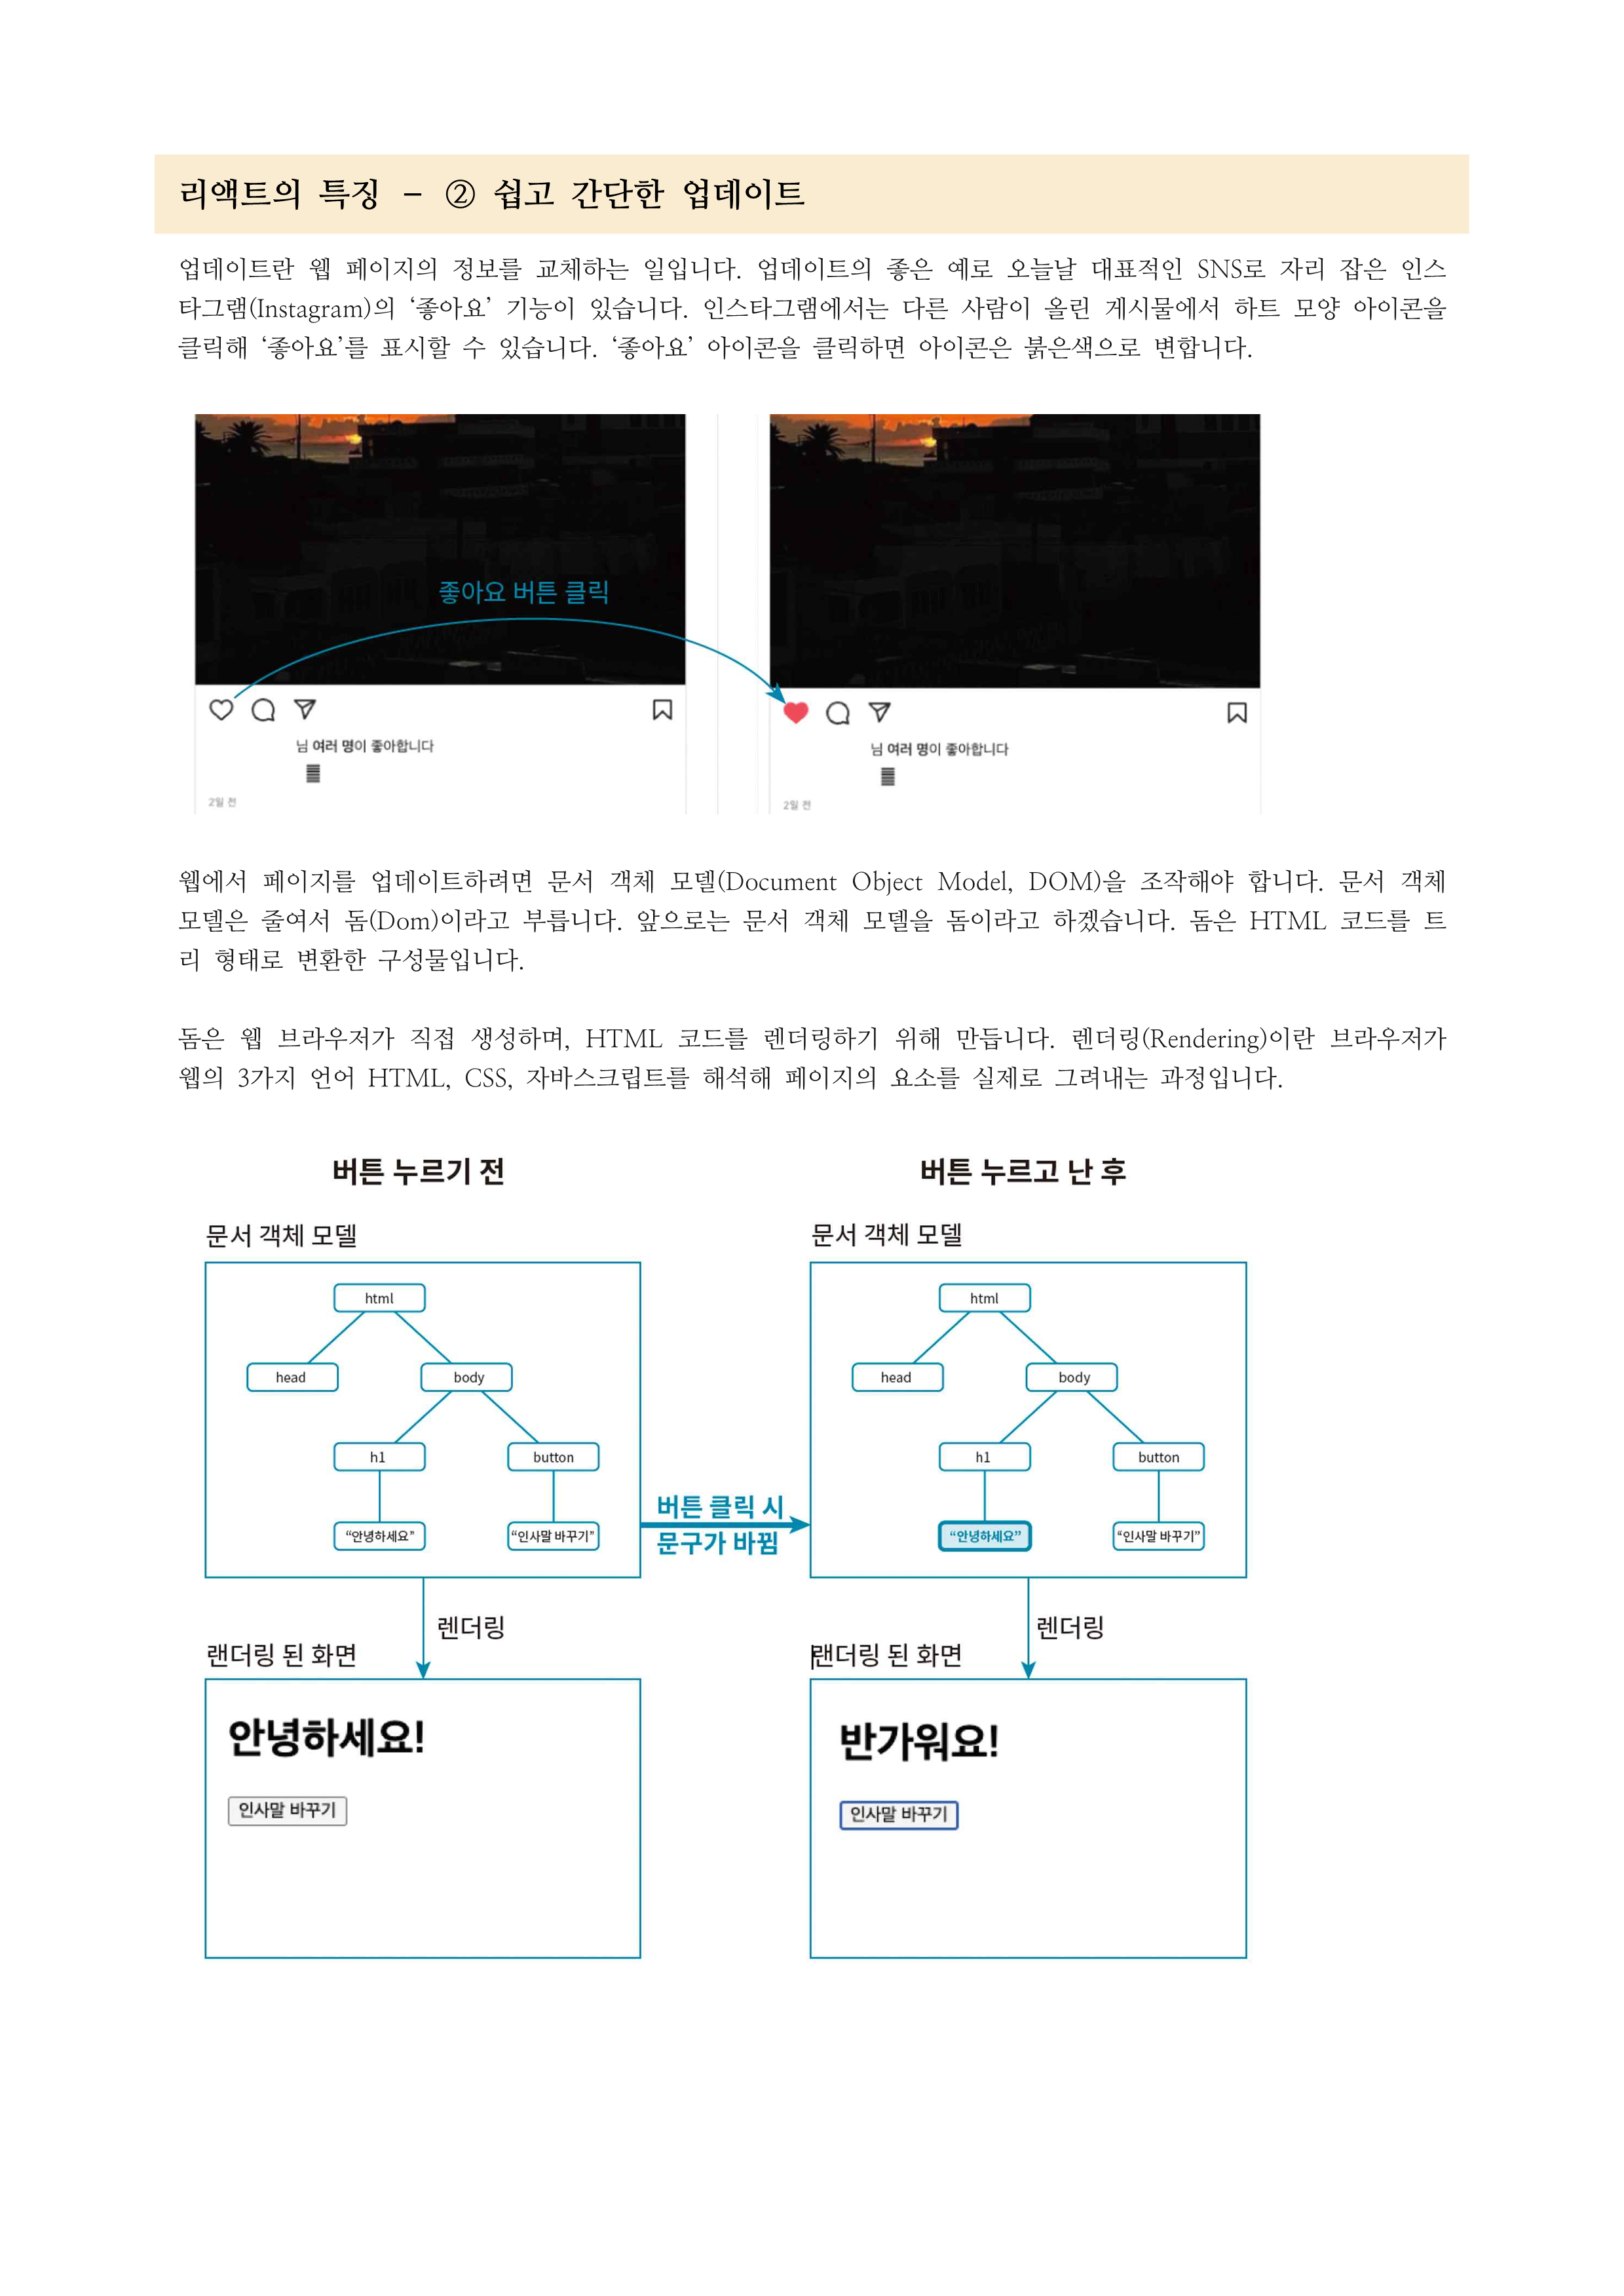 리액트의 특징 - ② 쉽고 간단한 업데이트
업데이트란 웹 페이지의 정보를 교체하는 일입니다. 업데이트의 좋은 예로 오늘날 대표적인 SNS로 자리 잡은 인스
타그램(Instagram)의 ‘좋아요’ 기능이 있습니다. 인스타그램에서는 다른 사람이 올린 게시물에서 하트 모양 아이콘을
클릭해 ‘좋아요’를 표시할 수 있습니다. ‘좋아요’ 아이콘을 클릭하면 아이콘은 붉은색으로 변합니다.
좋아요 버튼 클릭
님 여러 명이 좋아합니다
2일 전
님 여러 명이 좋아합니다
2일 전
웹에서 페이지를 업데이트하려면 문서 객체 모델(Document Object Model, DOM)을 조작해야 합니다. 문서 객체
모델은 줄여서 돔(Dom)이라고 부릅니다. 앞으로는 문서 객체 모델을 돔이라고 하겠습니다. 돔은 HTML 코드를 트
리 형태로 변환한 구성물입니다.
돔은 웹 브라우저가 직접 생성하며, HTML 코드를 렌더링하기 위해 만듭니다. 렌더링(Rendering)이란 브라우저가
웹의 3가지 언어 HTML, CSS, 자바스크립트를 해석해 페이지의 요소를 실제로 그려내는 과정입니다.
버튼 누르기 전
문서 객체 모델
html
head
body
h1
button
“안녕하세요”
“인사말 바꾸기”
버튼 클릭 시
문구가 바뀜
렌더링
랜더링 된 화면
안녕하세요!
인사말 바꾸기
버튼 누르고 난 후
문서 객체 모델
html
head
body
h1
button
“안녕하세요”
“인사말 바꾸기”
렌더링
랜더링 된 화면
반가워요!
인사말 바꾸기